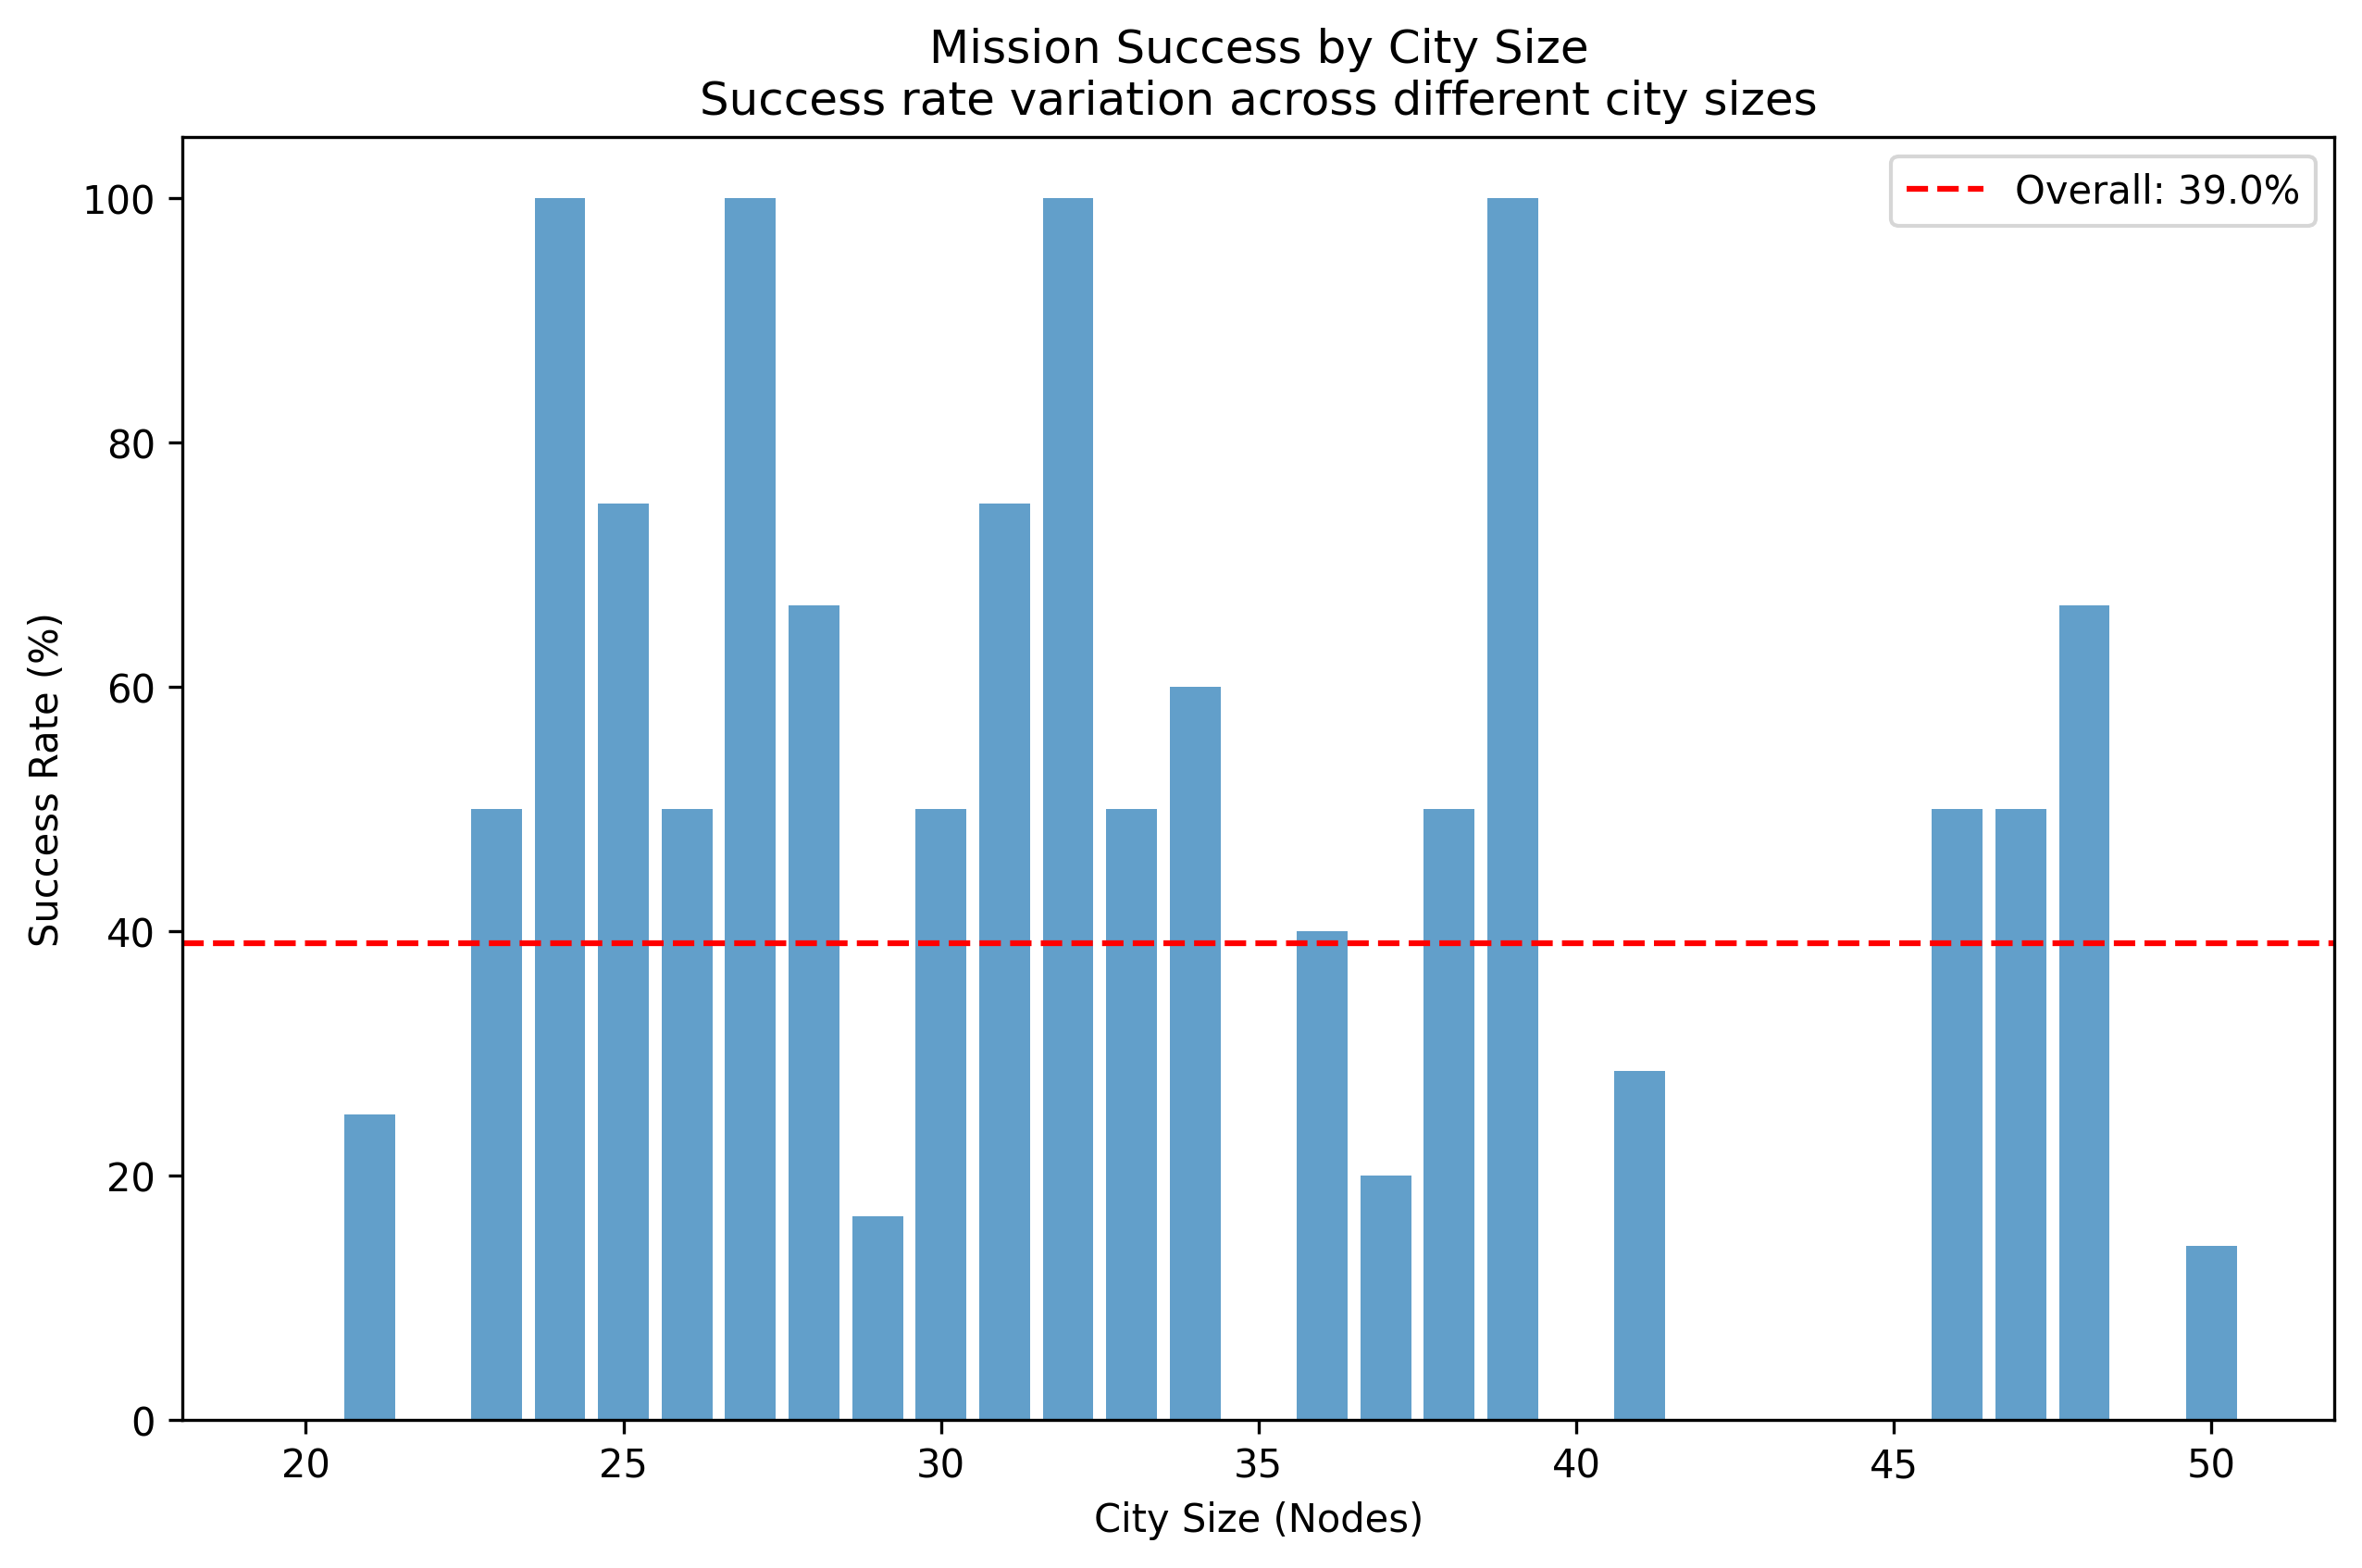 Mission Success by City Size
Success rate variation across different city sizes
Overall: 39.0%
Success Rate (%)
100
80
60
40
20
0
20 25 30 35 40 45 50
City Size (Nodes)